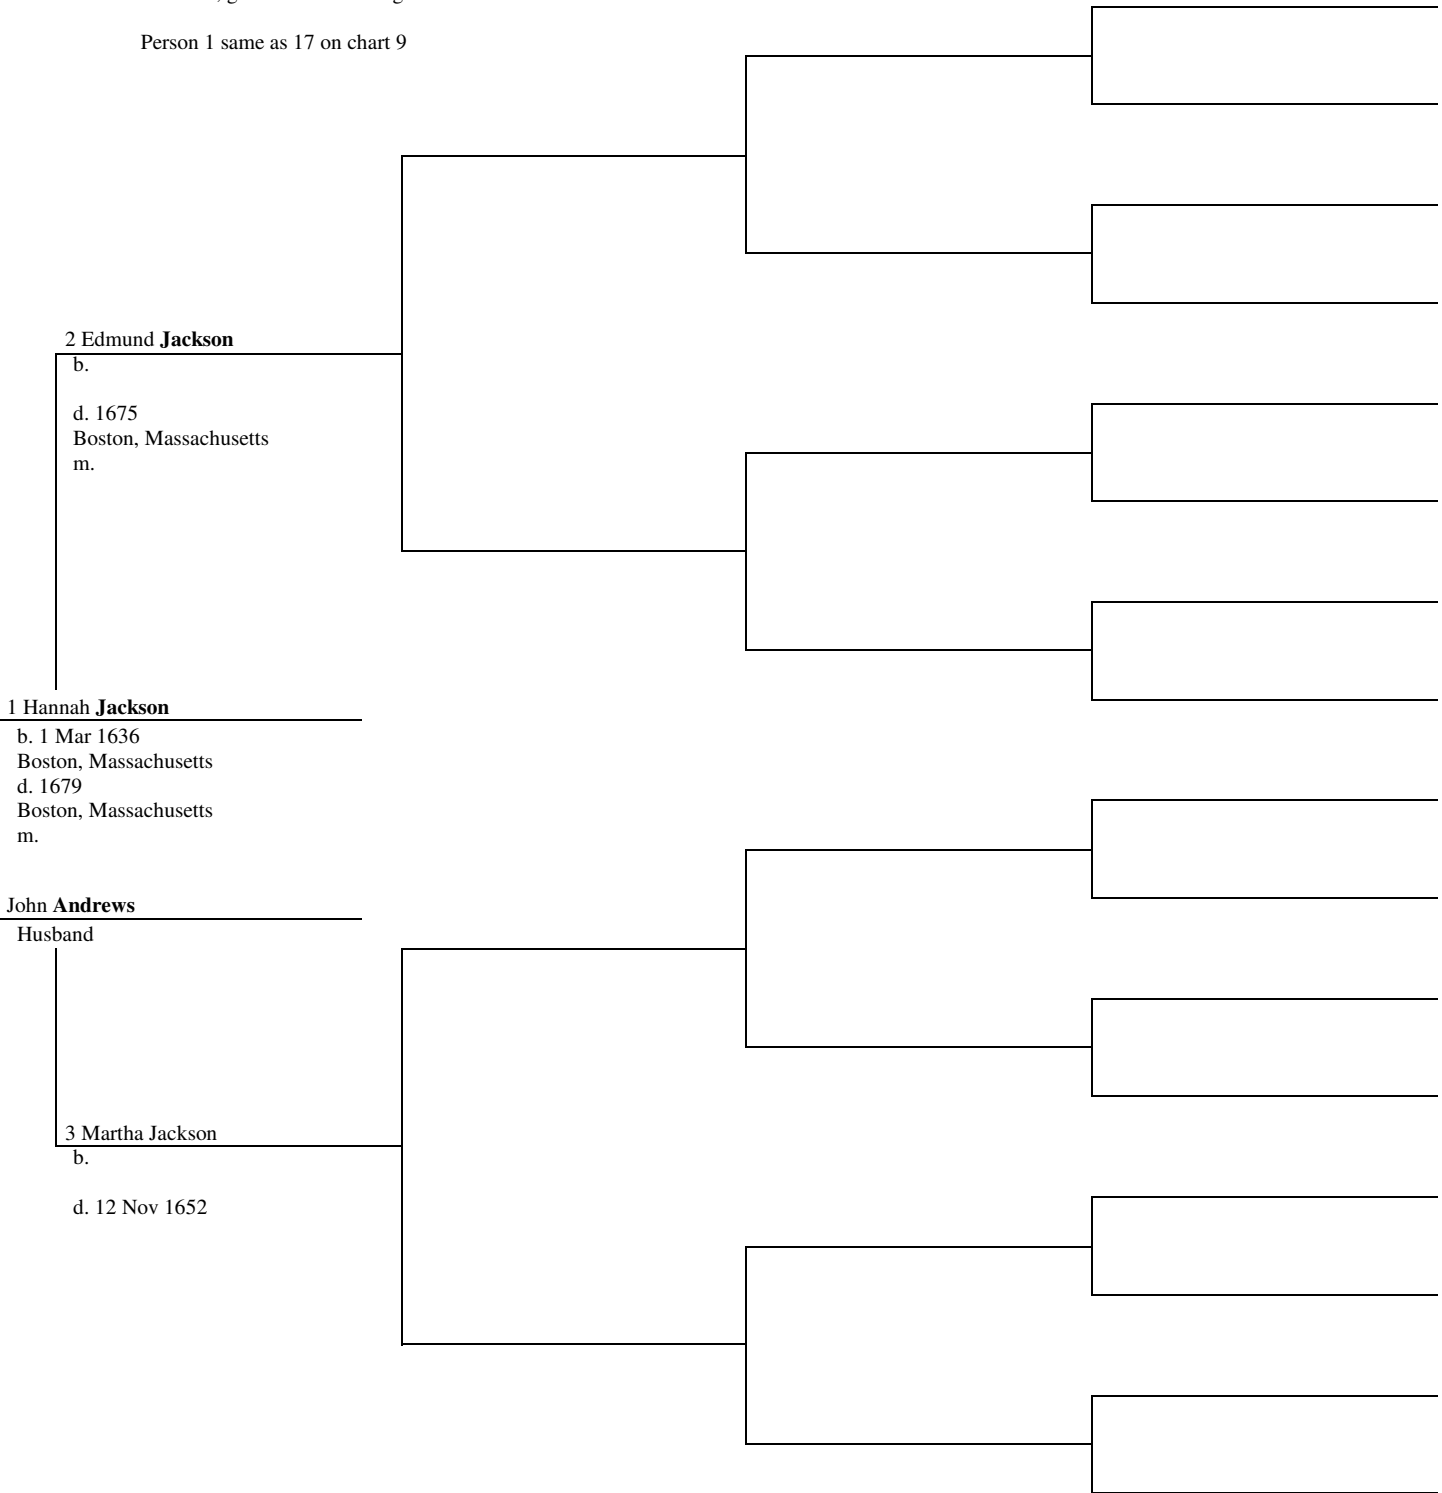 Person 1 same as 17 on chart 9
2 Edmund Jackson
b.
d. 1675
Boston, Massachusetts
m.
1 Hannah Jackson
b. 1 Mar 1636
Boston, Massachusetts
d. 1679
Boston, Massachusetts
m.
John Andrews
Husband
3 Martha Jackson
b.
d. 12 Nov 1652